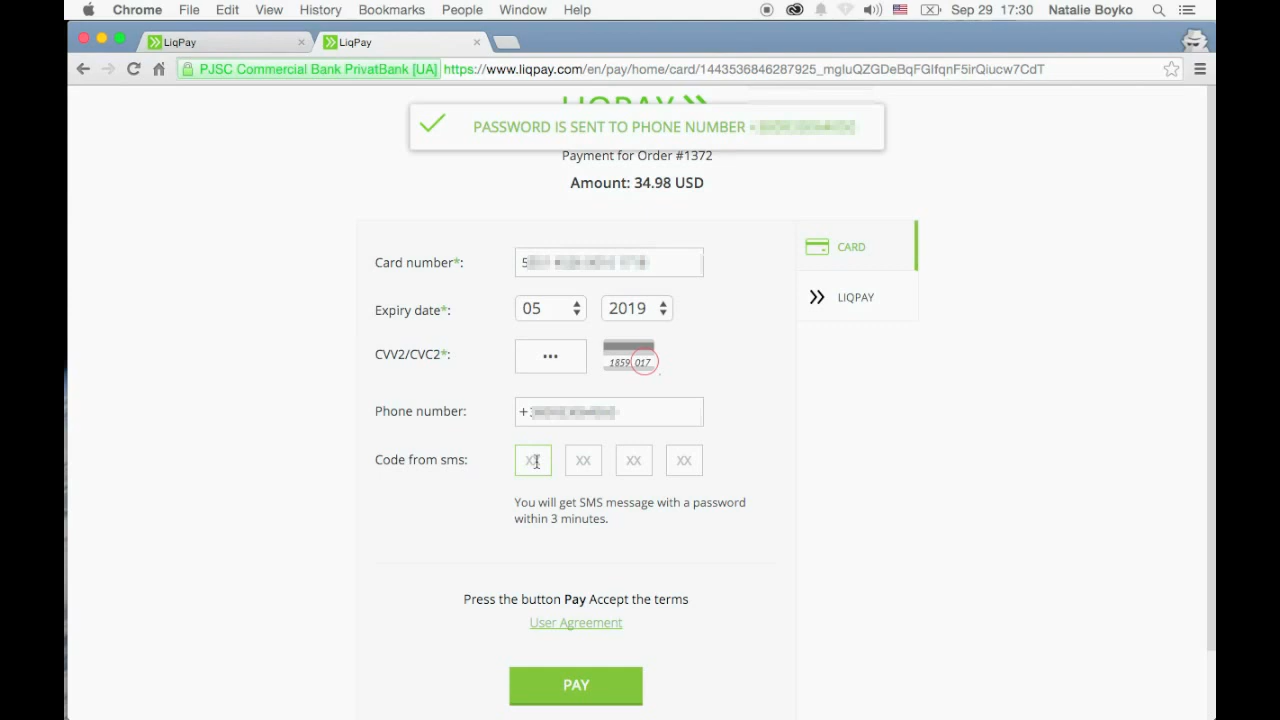 Chrome File Edit View History Bookmarks People Window Help Sep 29 17:30 Natalie Boyko
LiqPay LiqPay
PJSC Commercial Bank PrivatBank [UA] https://www.liqpay.com/en/pay/home/card/1443536846287925_mgluQZGDeBqFGlfqnF5irQiucw7CdT
LIQPAY
PASSWORD IS SENT TO PHONE NUMBER
Payment for Order #1372
Amount: 34.98 USD
Card number*: 5
CARD
Expiry date*: 05 2019
LIQPAY
CVV2/CVC2*: ••• 1859 017
Phone number: +
Code from sms: XX XX XX XX
You will get SMS message with a password
within 3 minutes.
Press the button Pay Accept the terms
User Agreement
PAY